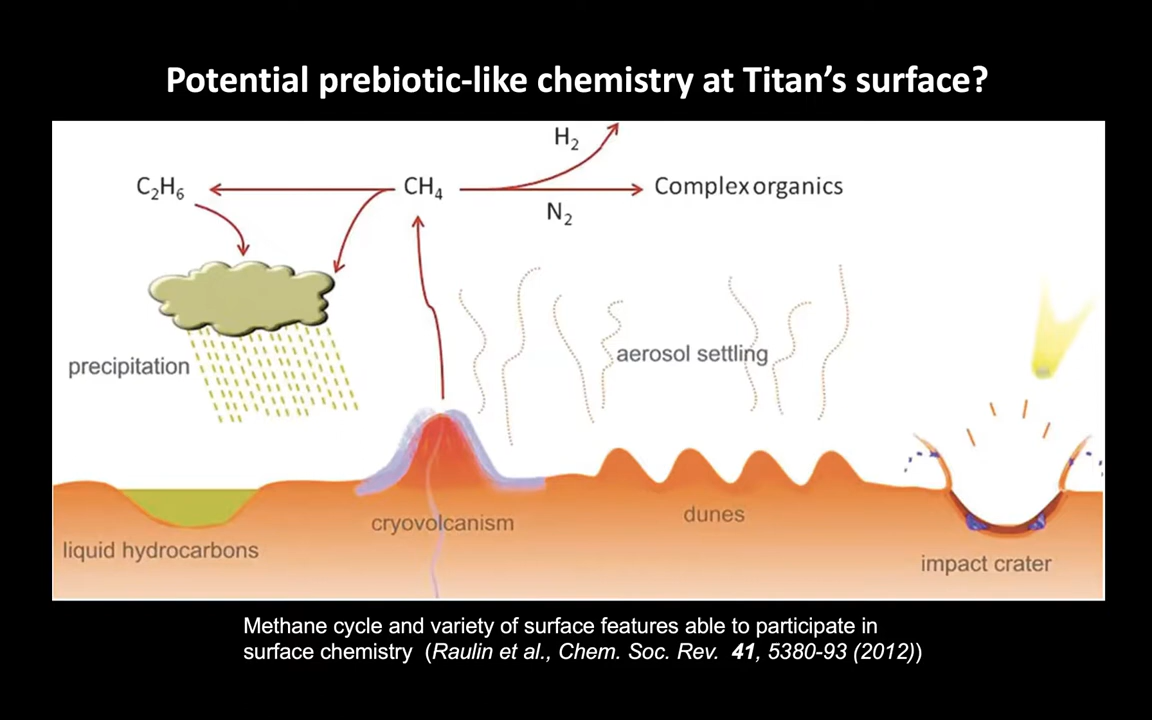 Potential prebiotic-like chemistry at Titan’s surface?
H₂
C₂H₆
CH₄
Complex organics
N₂
precipitation
aerosol settling
dunes
cryovolcanism
liquid hydrocarbons
impact crater
Methane cycle and variety of surface features able to participate in
surface chemistry (Raulin et al., Chem. Soc. Rev. 41, 5380-93 (2012))